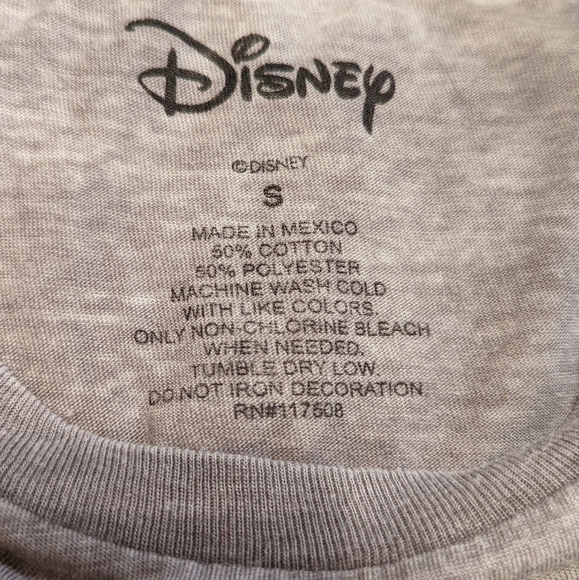 Disney
©DISNEY
S
MADE IN MEXICO
50% COTTON
50% POLYESTER
MACHINE WASH COLD
WITH LIKE COLORS.
ONLY NON-CHLORINE BLEACH
WHEN NEEDED.
TUMBLE DRY LOW.
DO NOT IRON DECORATION
RN#117508